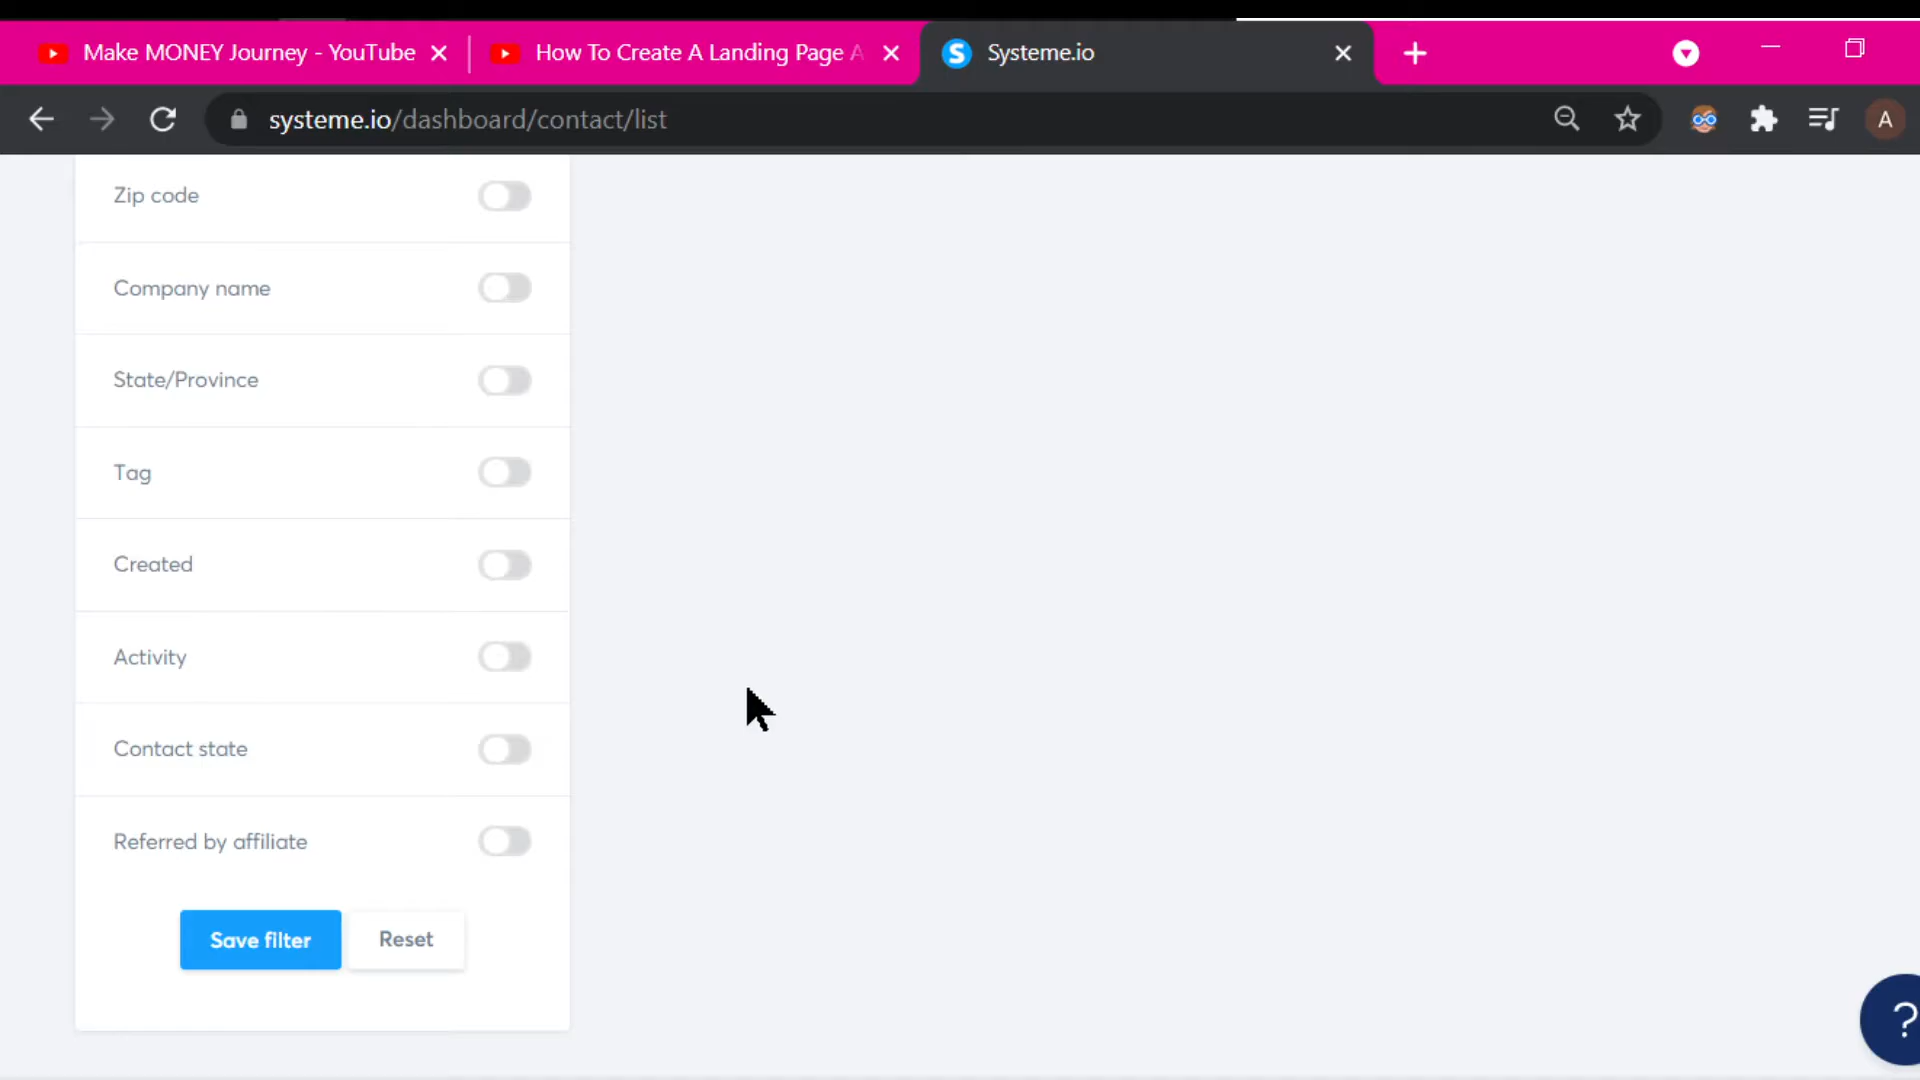 Make MONEY Journey - YouTube
How To Create A Landing Page A
Systeme.io
systeme.io/dashboard/contact/list
A
Zip code
Company name
State/Province
Tag
Created
Activity
Contact state
Referred by affiliate
Save filter
Reset
?